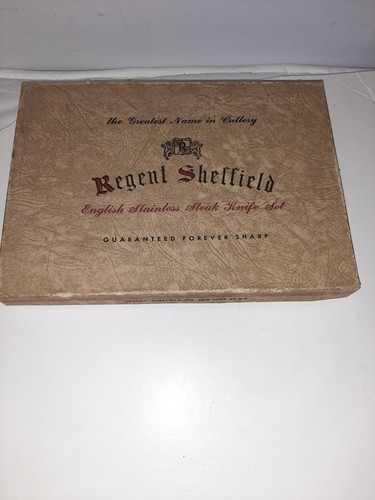 the Greatest Name in Cutlery
R
Regent Sheffield
English Stainless Steak Knife Set
GUARANTEED FOREVER SHARP